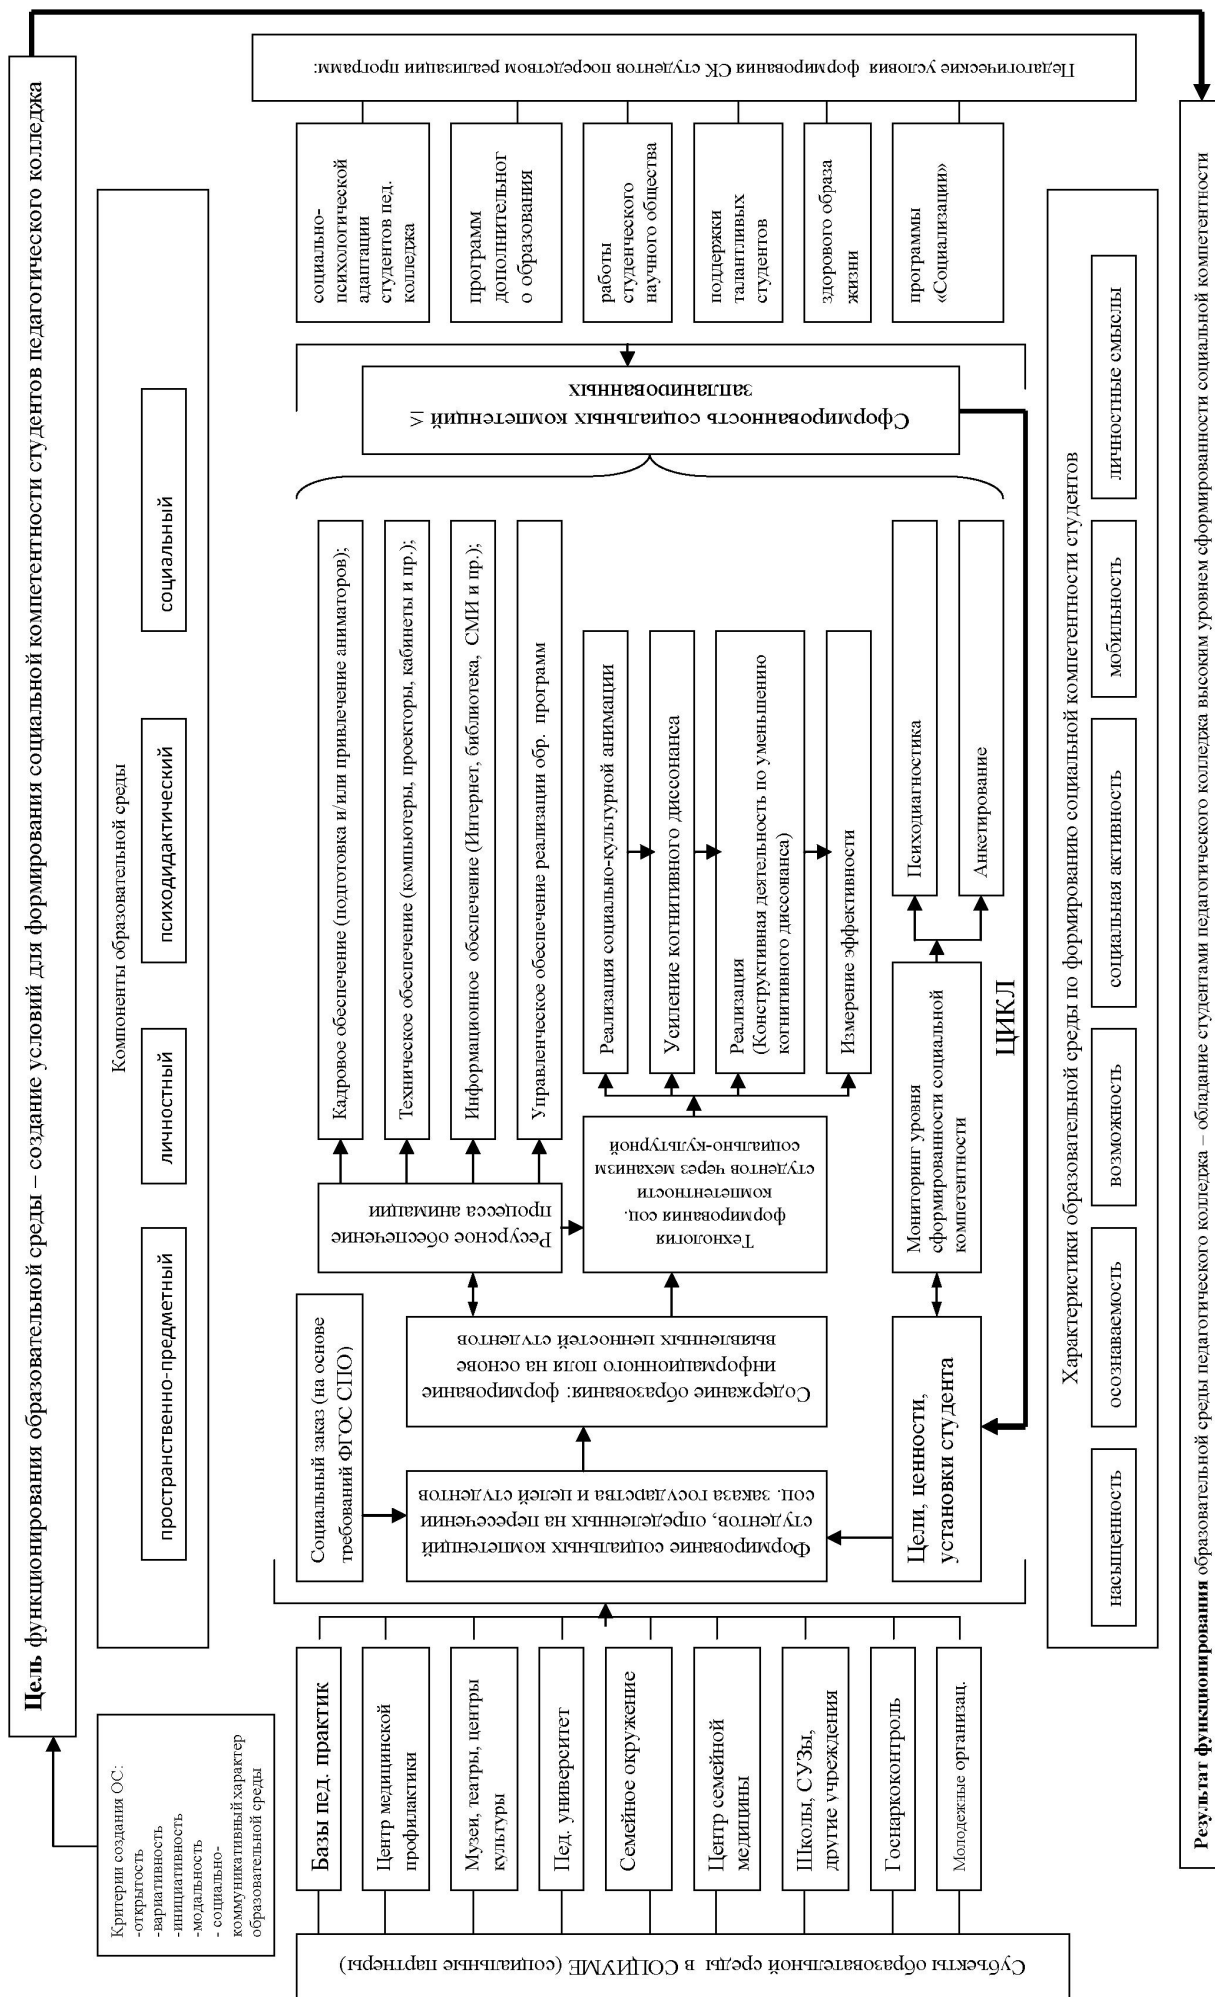 Цель функционирования образовательной среды – создание условий для формирования социальной компетентности студентов педагогического колледжа
Критерии создания ОС:
-открытость
-вариативность
-инициативность
-модальность
- социально-
коммуникативный характер
образовательной среды
Компоненты образовательной среды
пространственно-предметный
личностный
психодидактический
социальный
Субъекты образовательной среды в СОЦИУМЕ (социальные партнеры)
Базы пед. практик
Центр медицинской
профилактики
Музеи, театры, центры
культуры
Пед. университет
Семейное окружение
Центр семейной
медицины
Школы, СУЗы,
другие учреждения
Госнаркоконтроль
Молодежные организац.
Социальный заказ (на основе
требований ФГОС СПО)
Формирование социальных компетенций
студентов, определенных на пересечении
соц. заказа государства и целей студентов
Цели, ценности,
установки студента
Содержание образования: формирование
информационного поля на основе
выявленных ценностей студентов
Ресурсное обеспечение
процесса анимации
Технология
формирования соц.
компетентности
студентов через механизм
социально-культурной
Мониторинг уровня
сформированности социальной
компетентности
Кадровое обеспечение (подготовка и/или привлечение аниматоров);
Техническое обеспечение (компьютеры, проекторы, кабинеты и пр.);
Информационное обеспечение (Интернет, библиотека, СМИ и пр.);
Управленческое обеспечение реализации обр. программ
Реализация социально-культурной анимации
Усиление когнитивного диссонанса
Реализация
(Конструктивная деятельность по уменьшению
когнитивного диссонанса)
Измерение эффективности
Психодиагностика
Анкетирование
ЦИКЛ
Сформированность социальных компетенций ≥
запланированных
социально-
психологической
адаптации
студентов пед.
колледжа
программ
дополнительног
о образования
работы
студенческого
научного общества
поддержки
талантливых
студентов
здорового образа
жизни
программы
«Социализации»
Педагогические условия формирования СК студентов посредством реализации программ:
Характеристики образовательной среды по формированию социальной компетентности студентов
насыщенность
осознаваемость
возможность
социальная активность
мобильность
личностные смыслы
Результат функционирования образовательной среды педагогического колледжа – обладание студентами педагогического колледжа высоким уровнем сформированности социальной компетентности